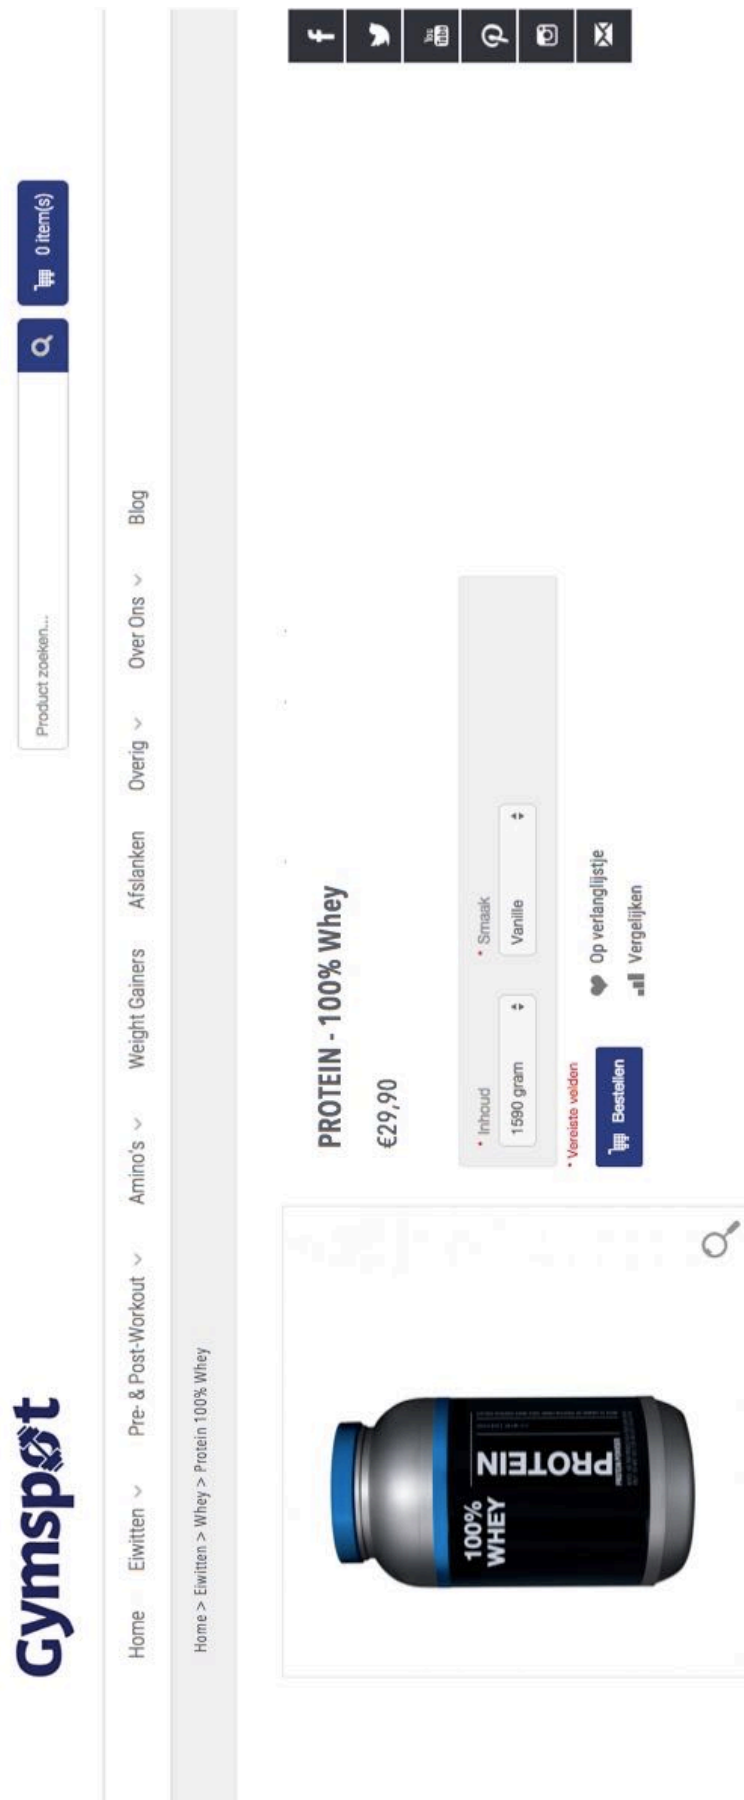 Gymspot
Product zoeken...
0 item(s)
Home Eiwitten Pre- & Post-Workout Amino's Weight Gainers Afslanken Overig Over Ons Blog
Home > Eiwitten > Whey > Protein 100% Whey
You Tube
PROTEIN - 100% Whey
€29,90
* Inhoud * Smaak
1590 gram Vanille
* Vereiste velden
Bestellen
Op verlanglijstje
Vergelijken
100%
WHEY
PROTEIN